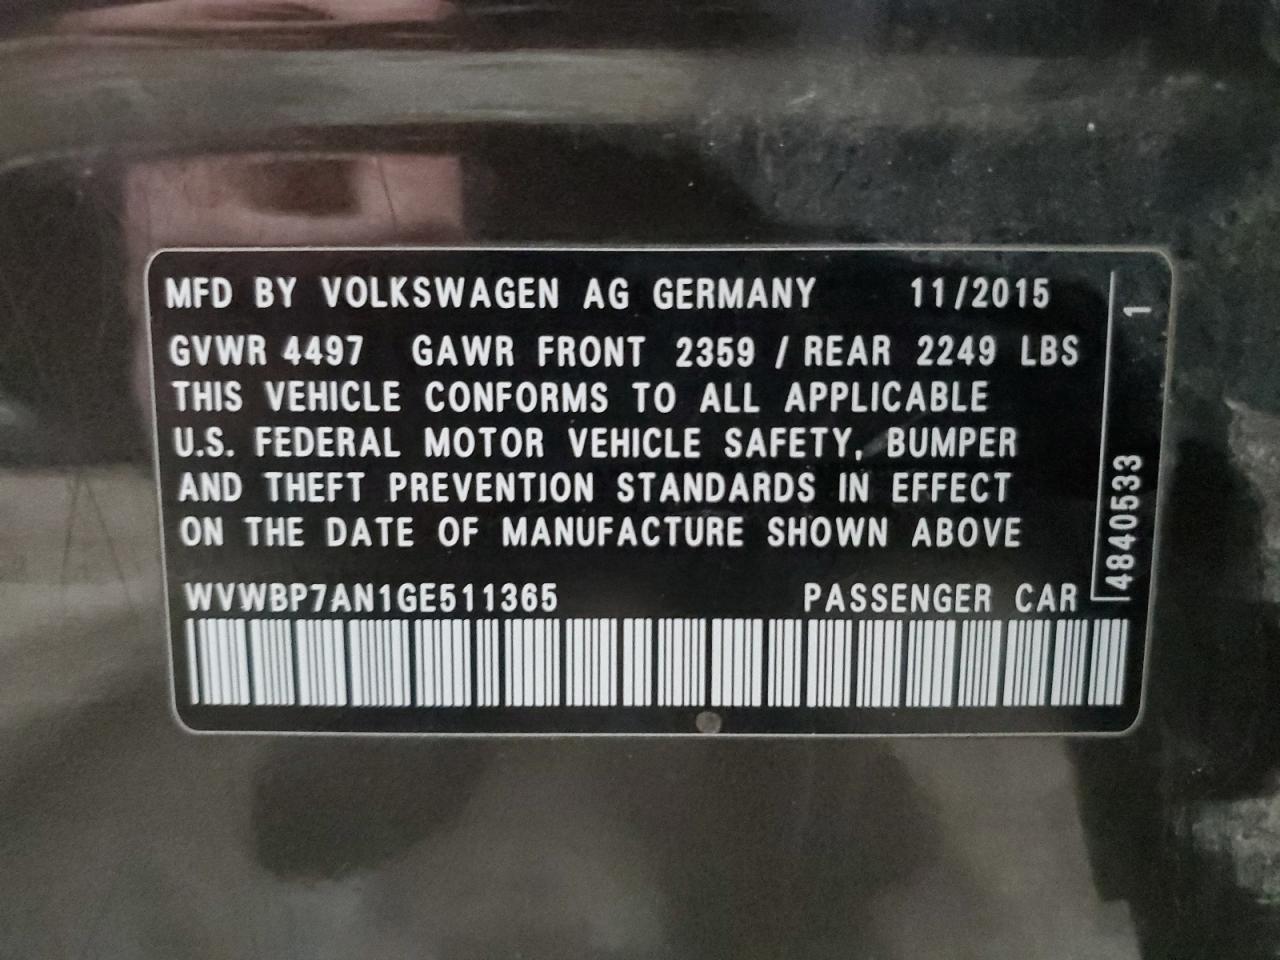 MFD BY VOLKSWAGEN AG GERMANY 11/2015
GVWR 4497 GAWR FRONT 2359 / REAR 2249 LBS
THIS VEHICLE CONFORMS TO ALL APPLICABLE
U.S. FEDERAL MOTOR VEHICLE SAFETY, BUMPER
AND THEFT PREVENTION STANDARDS IN EFFECT
ON THE DATE OF MANUFACTURE SHOWN ABOVE
WVWBP7AN1GE511365 PASSENGER CAR
4840533 1